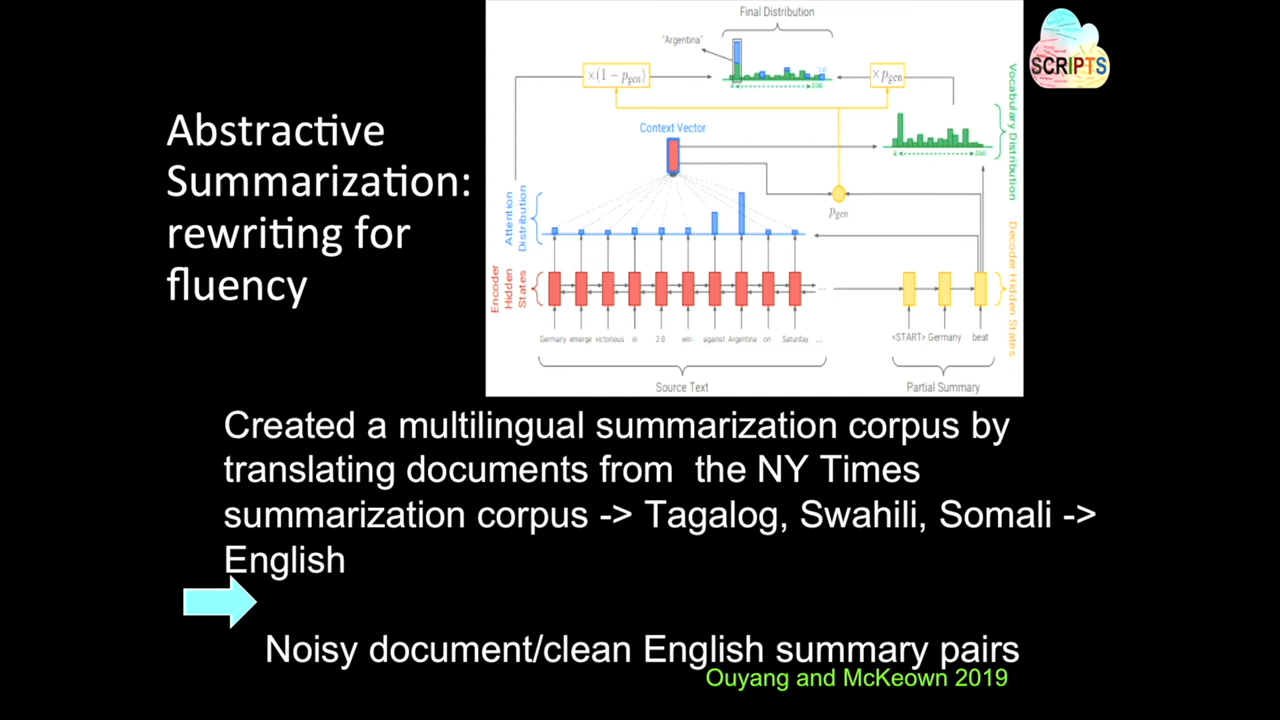 Abstractive
Summarization:
rewriting for
fluency
Final Distribution
"Argentina"
×(1 − pgen)
×pgen
SCRIPTS
Context Vector
Vocabulary Distribution
Attention
Distribution
pgen
Encoder
Hidden
States
Decoder Hidden States
Germany emerge victorious in 2-0 win against Argentina on Saturday ...
<START> Germany beat
Source Text
Partial Summary
Created a multilingual summarization corpus by
translating documents from the NY Times
summarization corpus -> Tagalog, Swahili, Somali ->
English
Noisy document/clean English summary pairs
Ouyang and McKeown 2019